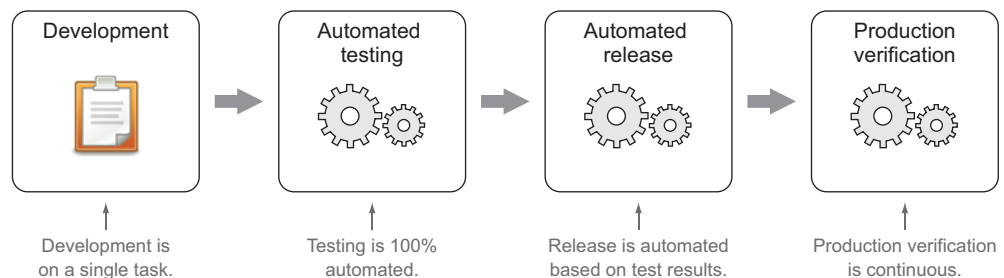 Development
Automated
testing
Automated
release
Production
verification
Development is
on a single task.
Testing is 100%
automated.
Release is automated
based on test results.
Production verification
is continuous.